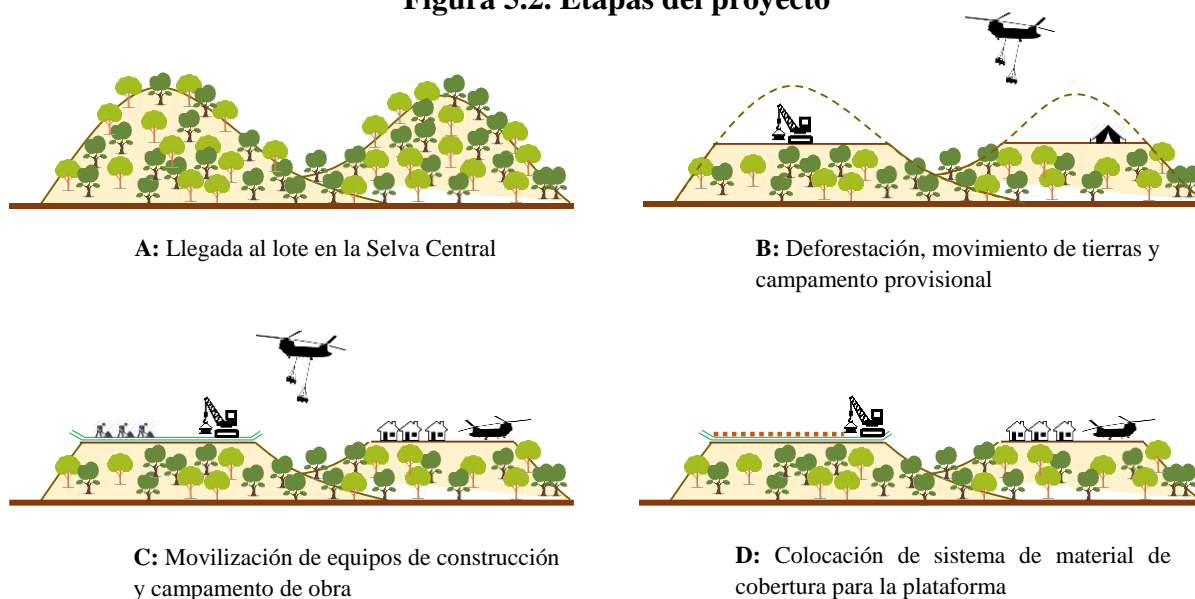 Figura 5.2. Etapas del proyecto
A: Llegada al lote en la Selva Central
B: Deforestación, movimiento de tierras y
campamento provisional
C: Movilización de equipos de construcción
y campamento de obra
D: Colocación de sistema de material de
cobertura para la plataforma